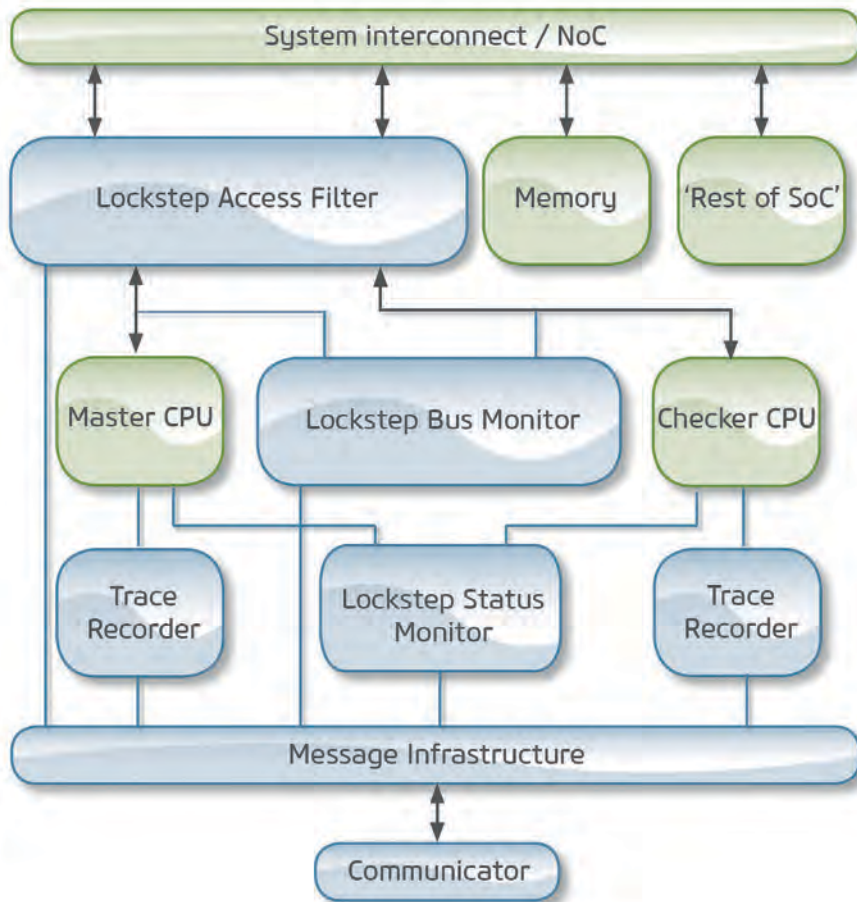 System interconnect / NoC
Lockstep Access Filter
Memory
'Rest of SoC'
Master CPU
Lockstep Bus Monitor
Checker CPU
Trace
Recorder
Lockstep Status
Monitor
Trace
Recorder
Message Infrastructure
Communicator